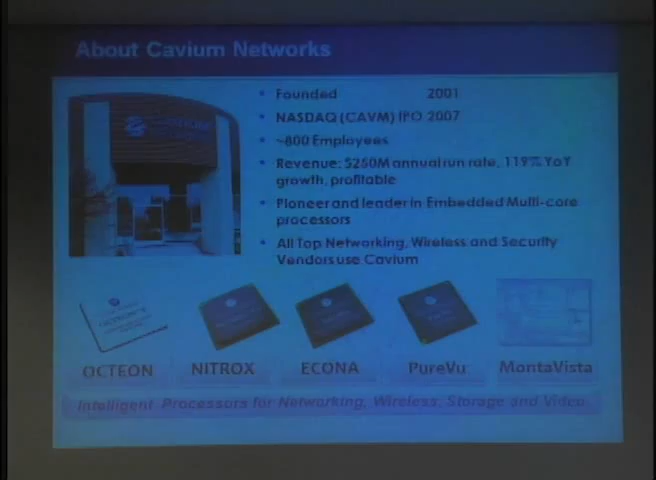 About Cavium Networks
• Founded 2001
• NASDAQ (CAVM) IPO 2007
• ~800 Employees
• Revenue: $260M annual run rate, 119% YoY
growth, profitable
• Pioneer and leader in Embedded Multi-core
processors
• All Top Networking, Wireless and Security
Vendors use Cavium
OCTEON NITROX ECONA PureVu MontaVista
Intelligent Processors for Networking, Wireless, Storage and Video